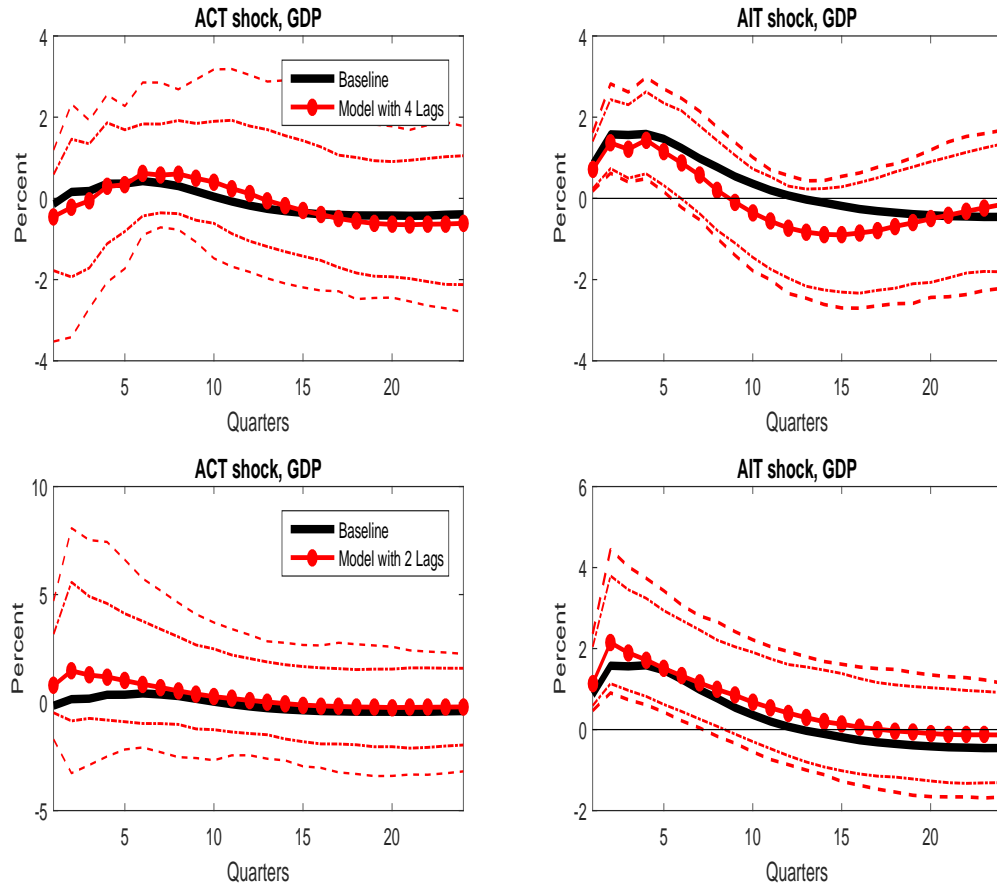 ACT shock, GDP
4
2
0
-2
-4
Percent
5
10
15
20
Quarters
Baseline
Model with 4 Lags
AIT shock, GDP
4
2
0
-2
-4
Percent
5
10
15
20
Quarters
ACT shock, GDP
10
5
0
-5
Percent
5
10
15
20
Quarters
Baseline
Model with 2 Lags
AIT shock, GDP
6
4
2
0
-2
Percent
5
10
15
20
Quarters